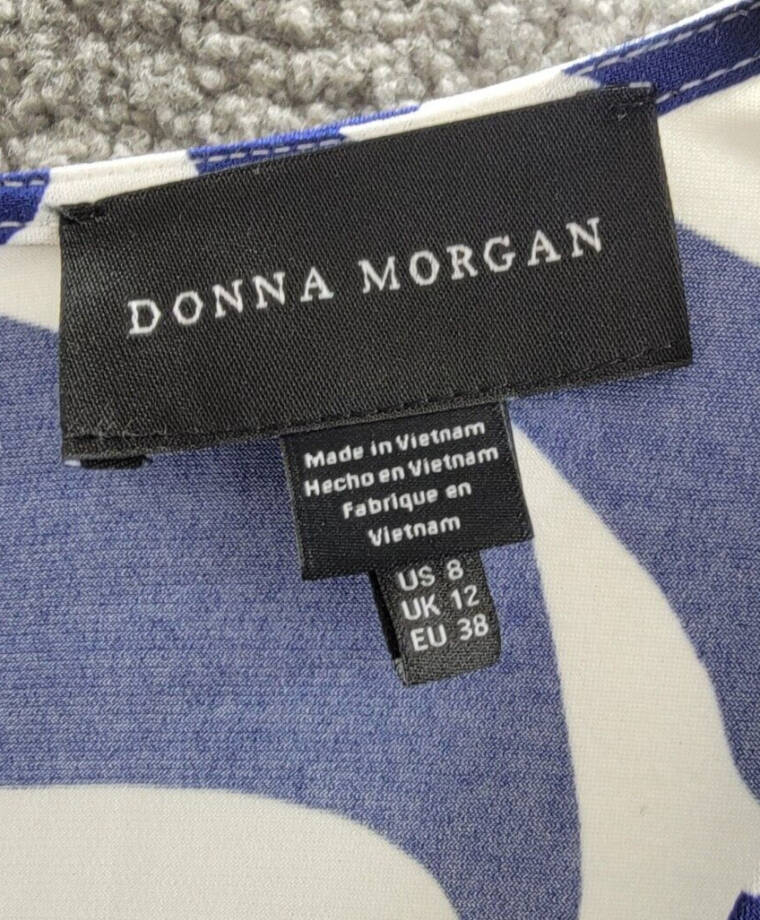 DONNA MORGAN
Made in Vietnam
Hecho en Vietnam
Fabrique en
Vietnam
US 8
UK 12
EU 38